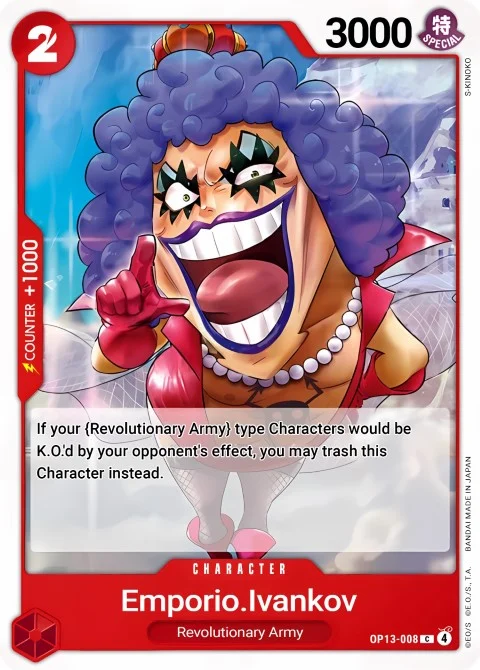 2
3000
特
SPECIAL
S-KINOKO
COUNTER +1000
If your {Revolutionary Army} type Characters would be
K.O.'d by your opponent's effect, you may trash this
Character instead.
CHARACTER
Emporio.Ivankov
Revolutionary Army
OP13-008 C 4
©E.O/S ©E.O./S.,T.A. BANDAI MADE IN JAPAN